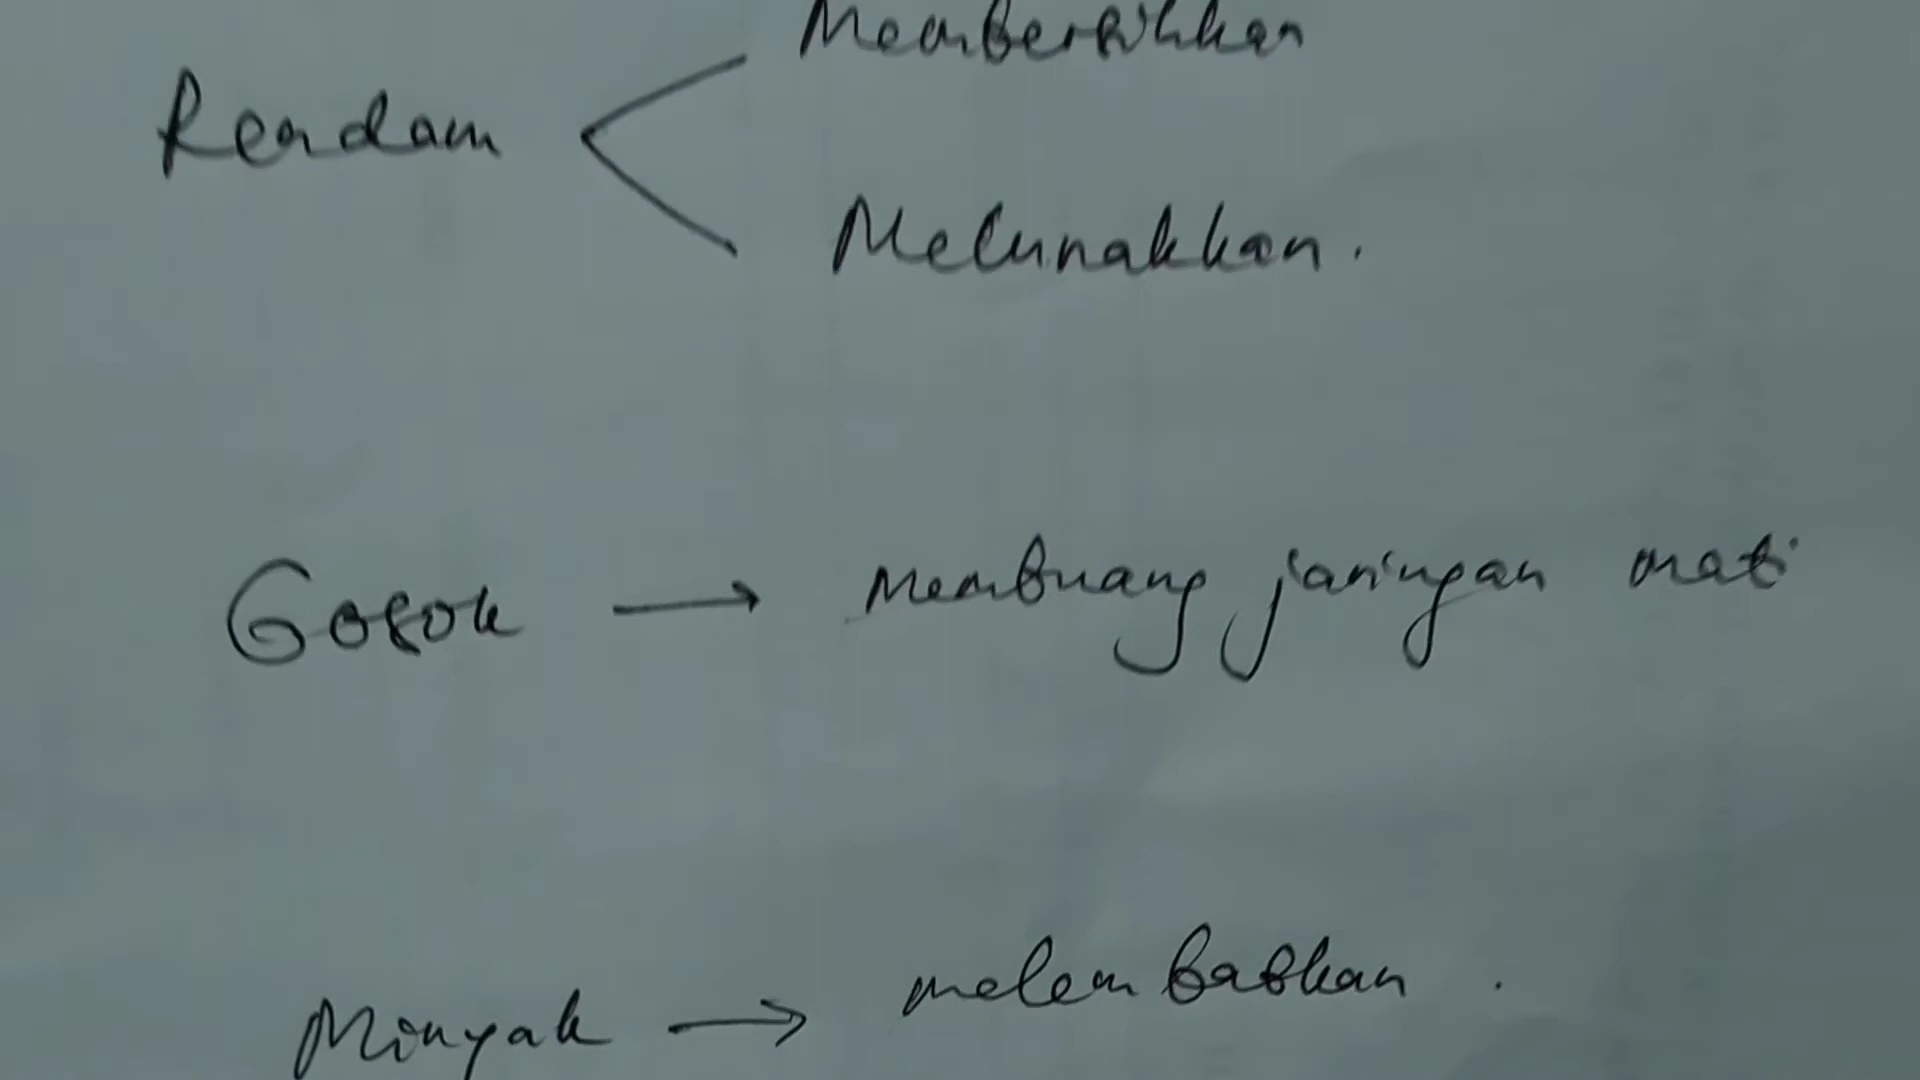 Membersihkan
Rendam
Melunakkan.
Gosok → Membuang jaringan mati
Minyak → melembabkan.